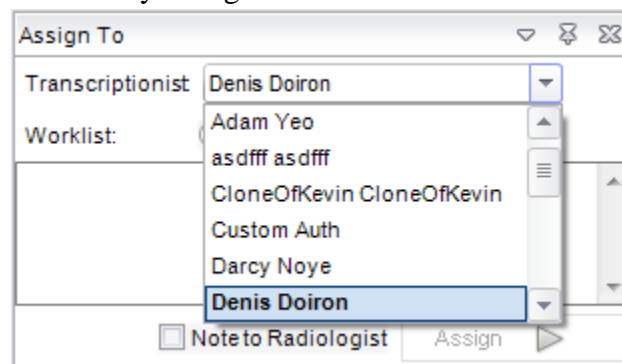 Assign To
Transcriptionist Denis Doiron
Worklist:
Adam Yeo
asdfff asdfff
CloneOfKevin CloneOfKevin
Custom Auth
Darcy Noye
Denis Doiron
Note to Radiologist Assign